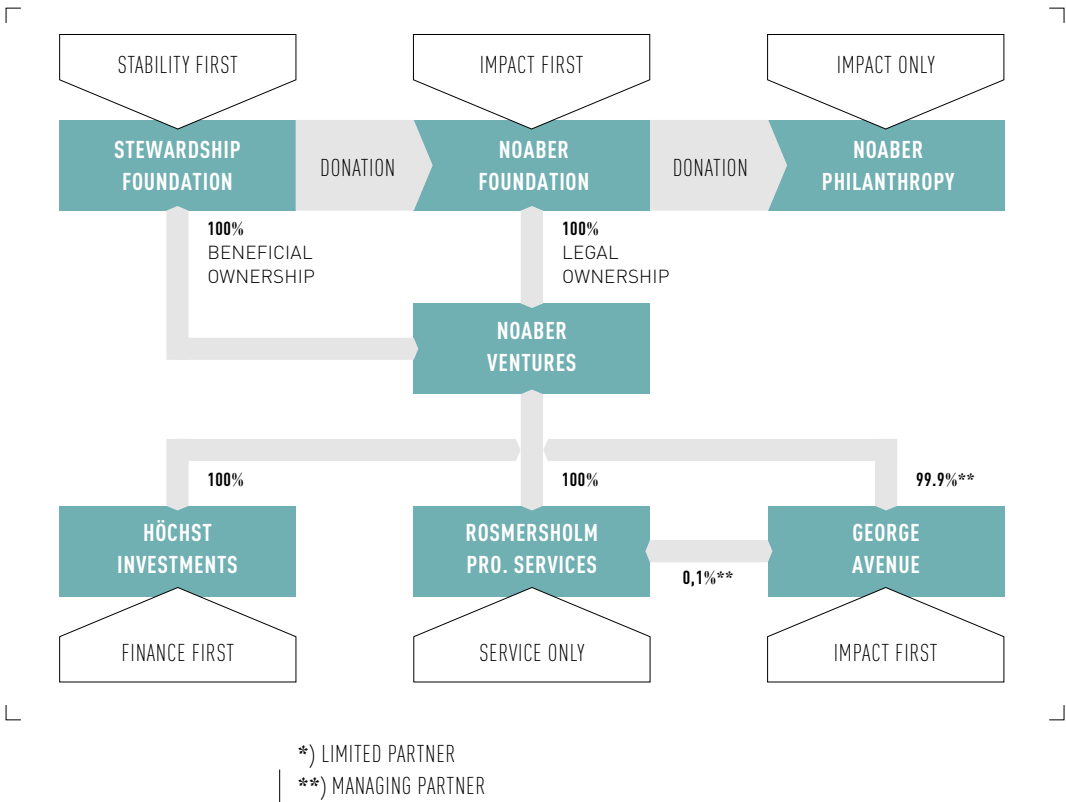 STABILITY FIRST
IMPACT FIRST
IMPACT ONLY
STEWARDSHIP
FOUNDATION
DONATION
NOABER
FOUNDATION
DONATION
NOABER
PHILANTHROPY
100%
BENEFICIAL
OWNERSHIP
100%
LEGAL
OWNERSHIP
NOABER
VENTURES
100%
100%
99.9%**
HÖCHST
INVESTMENTS
ROSMERSHOLM
PRO. SERVICES
0,1%**
GEORGE
AVENUE
FINANCE FIRST
SERVICE ONLY
IMPACT FIRST
*) LIMITED PARTNER
**) MANAGING PARTNER